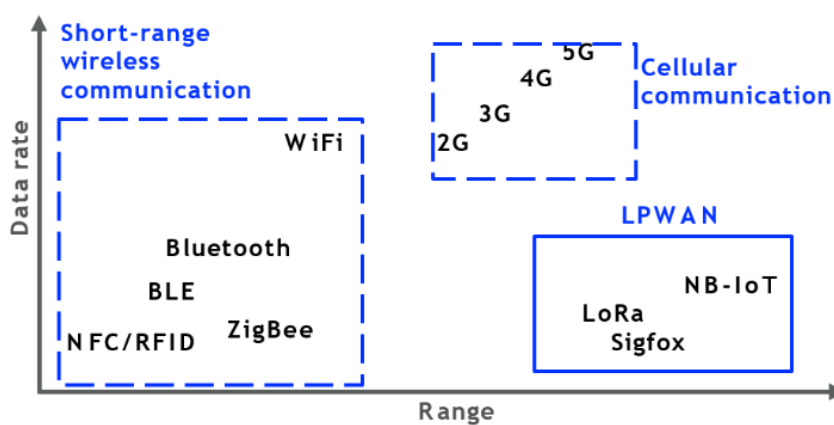 Short-range
wireless
communication
5G
4G
3G
2G
Cellular
communication
WiFi
Data rate
Bluetooth
BLE
ZigBee
NFC/RFID
LPWAN
NB-IoT
LoRa
Sigfox
Range